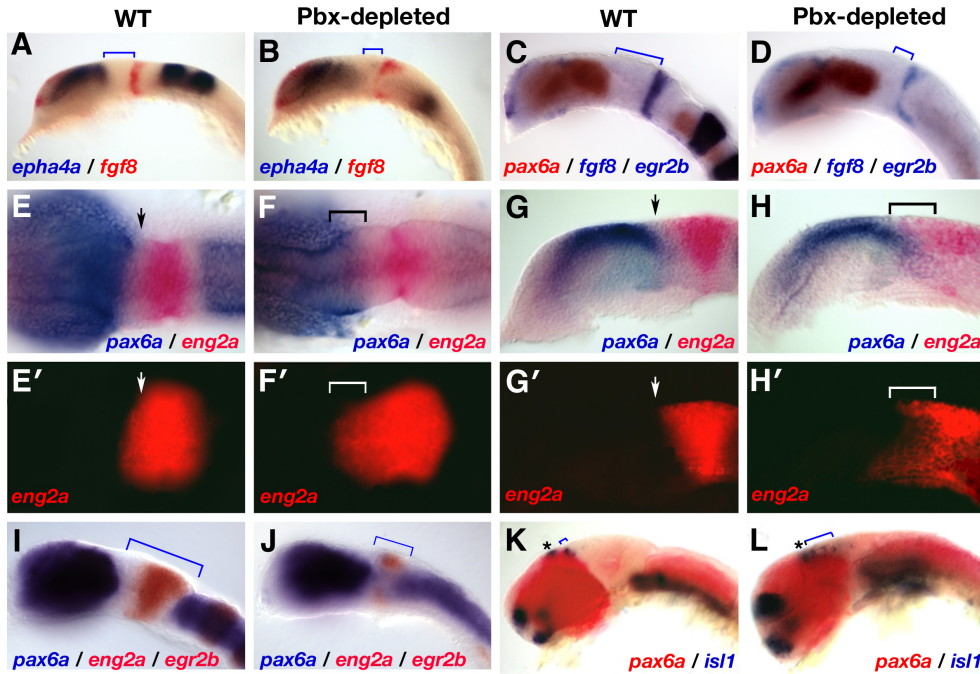 WT Pbx-depleted WT Pbx-depleted
A B C D
epha4a / fgf8 epha4a / fgf8 pax6a / fgf8 / egr2b pax6a / fgf8 / egr2b
E F G H
pax6a / eng2a pax6a / eng2a pax6a / eng2a pax6a / eng2a
E′ F′ G′ H′
eng2a eng2a eng2a eng2a
I J K L
* *
pax6a / eng2a / egr2b pax6a / eng2a / egr2b pax6a / isl1 pax6a / isl1